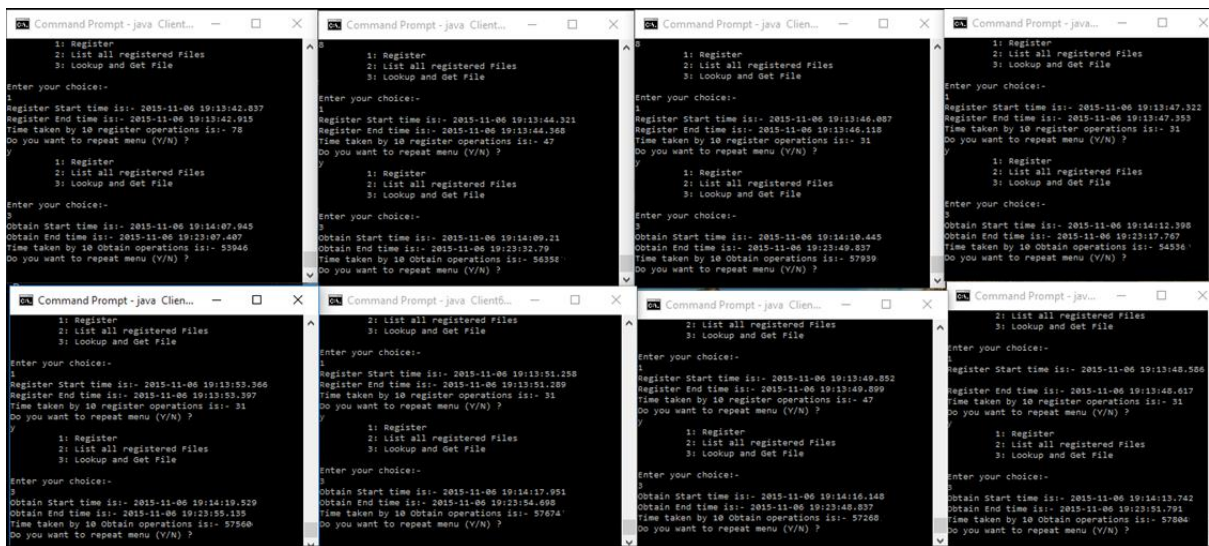 Command Prompt - java Client...
1: Register
2: List all registered Files
3: Lookup and Get File
Enter your choice:-
1
Register Start time is:- 2015-11-06 19:13:42.837
Register End time is:- 2015-11-06 19:13:42.915
Time taken by 10 register operations is:- 78
Do you want to repeat menu (Y/N) ?
y
1: Register
2: List all registered Files
3: Lookup and Get File
Enter your choice:-
3
Obtain Start time is:- 2015-11-06 19:14:07.945
Obtain End time is:- 2015-11-06 19:23:07.407
Time taken by 10 Obtain operations is:- 53946
Do you want to repeat menu (Y/N) ?
Command Prompt - java Client...
8
1: Register
2: List all registered Files
3: Lookup and Get File
Enter your choice:-
1
Register Start time is:- 2015-11-06 19:13:44.321
Register End time is:- 2015-11-06 19:13:44.368
Time taken by 10 register operations is:- 47
Do you want to repeat menu (Y/N) ?
y
1: Register
2: List all registered Files
3: Lookup and Get File
Enter your choice:-
3
Obtain Start time is:- 2015-11-06 19:14:09.21
Obtain End time is:- 2015-11-06 19:23:32.79
Time taken by 10 Obtain operations is:- 56358
Do you want to repeat menu (Y/N) ?
Command Prompt - java Clien...
8
1: Register
2: List all registered Files
3: Lookup and Get File
Enter your choice:-
1
Register Start time is:- 2015-11-06 19:13:46.087
Register End time is:- 2015-11-06 19:13:46.118
Time taken by 10 register operations is:- 31
Do you want to repeat menu (Y/N) ?
y
1: Register
2: List all registered Files
3: Lookup and Get File
Enter your choice:-
3
Obtain Start time is:- 2015-11-06 19:14:10.445
Obtain End time is:- 2015-11-06 19:23:49.837
Time taken by 10 Obtain operations is:- 57939
Do you want to repeat menu (Y/N) ?
Command Prompt - java...
1: Register
2: List all registered Files
3: Lookup and Get File
Enter your choice:-
1
Register Start time is:- 2015-11-06 19:13:47.322
Register End time is:- 2015-11-06 19:13:47.353
Time taken by 10 register operations is:- 31
Do you want to repeat menu (Y/N) ?
y
1: Register
2: List all registered Files
3: Lookup and Get File
Enter your choice:-
3
Obtain Start time is:- 2015-11-06 19:14:12.398
Obtain End time is:- 2015-11-06 19:23:17.767
Time taken by 10 Obtain operations is:- 54536
Do you want to repeat menu (Y/N) ?
Command Prompt - java Clien...
1: Register
2: List all registered Files
3: Lookup and Get File
Enter your choice:-
1
Register Start time is:- 2015-11-06 19:13:53.366
Register End time is:- 2015-11-06 19:13:53.397
Time taken by 10 register operations is:- 31
Do you want to repeat menu (Y/N) ?
y
1: Register
2: List all registered Files
3: Lookup and Get File
Enter your choice:-
3
Obtain Start time is:- 2015-11-06 19:14:19.529
Obtain End time is:- 2015-11-06 19:23:55.135
Time taken by 10 Obtain operations is:- 57560
Do you want to repeat menu (Y/N) ?
Command Prompt - java Client6...
2: List all registered Files
3: Lookup and Get File
Enter your choice:-
1
Register Start time is:- 2015-11-06 19:13:51.258
Register End time is:- 2015-11-06 19:13:51.289
Time taken by 10 register operations is:- 31
Do you want to repeat menu (Y/N) ?
y
1: Register
2: List all registered Files
3: Lookup and Get File
Enter your choice:-
3
Obtain Start time is:- 2015-11-06 19:14:17.951
Obtain End time is:- 2015-11-06 19:23:54.698
Time taken by 10 Obtain operations is:- 57674
Do you want to repeat menu (Y/N) ?
Command Prompt - java Clien...
2: List all registered Files
3: Lookup and Get File
Enter your choice:-
1
Register Start time is:- 2015-11-06 19:13:49.852
Register End time is:- 2015-11-06 19:13:49.899
Time taken by 10 register operations is:- 47
Do you want to repeat menu (Y/N) ?
y
1: Register
2: List all registered Files
3: Lookup and Get File
Enter your choice:-
3
Obtain Start time is:- 2015-11-06 19:14:16.148
Obtain End time is:- 2015-11-06 19:23:48.837
Time taken by 10 Obtain operations is:- 57268
Do you want to repeat menu (Y/N) ?
Command Prompt - jav...
2: List all registered Files
3: Lookup and Get File
Enter your choice:-
1
Register Start time is:- 2015-11-06 19:13:48.586
Register End time is:- 2015-11-06 19:13:48.617
Time taken by 10 register operations is:- 31
Do you want to repeat menu (Y/N) ?
y
1: Register
2: List all registered Files
3: Lookup and Get File
Enter your choice:-
3
Obtain Start time is:- 2015-11-06 19:14:13.742
Obtain End time is:- 2015-11-06 19:23:51.791
Time taken by 10 Obtain operations is:- 57804
Do you want to repeat menu (Y/N) ?